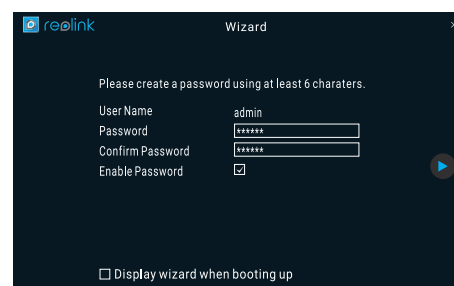 reolink
Wizard
Please create a password using at least 6 charaters.
User Name admin
Password ******
Confirm Password ******
Enable Password
Display wizard when booting up